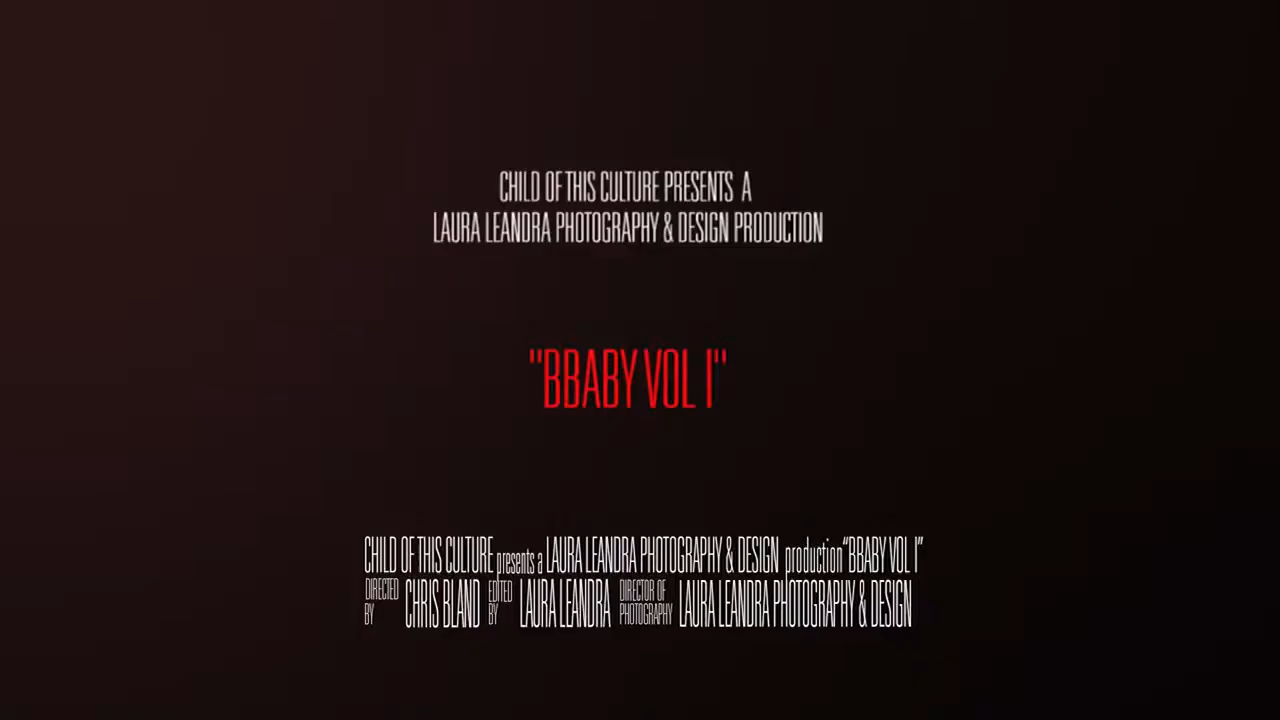 CHILD OF THIS CULTURE PRESENTS A
LAURA LEANDRA PHOTOGRAPHY & DESIGN PRODUCTION
"BBABY VOL I"
CHILD OF THIS CULTURE presents a LAURA LEANDRA PHOTOGRAPHY & DESIGN production “BBABY VOL I”
DIRECTED BY CHRIS BLAND EDITED BY LAURA LEANDRA DIRECTOR OF PHOTOGRAPHY LAURA LEANDRA PHOTOGRAPHY & DESIGN